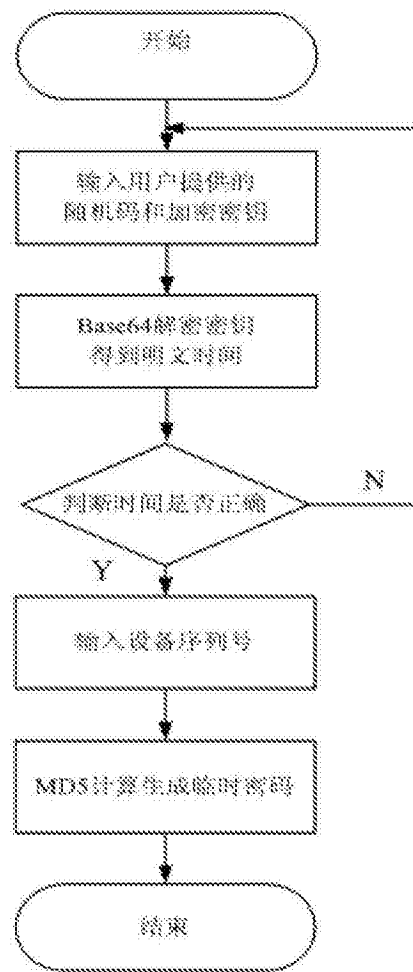 开始
输入用户提供的
随机码和加密密钥
Base64解密密钥
得到明文时间
判断时间是否正确
N
Y
输入设备序列号
MD5计算生成临时密码
结束